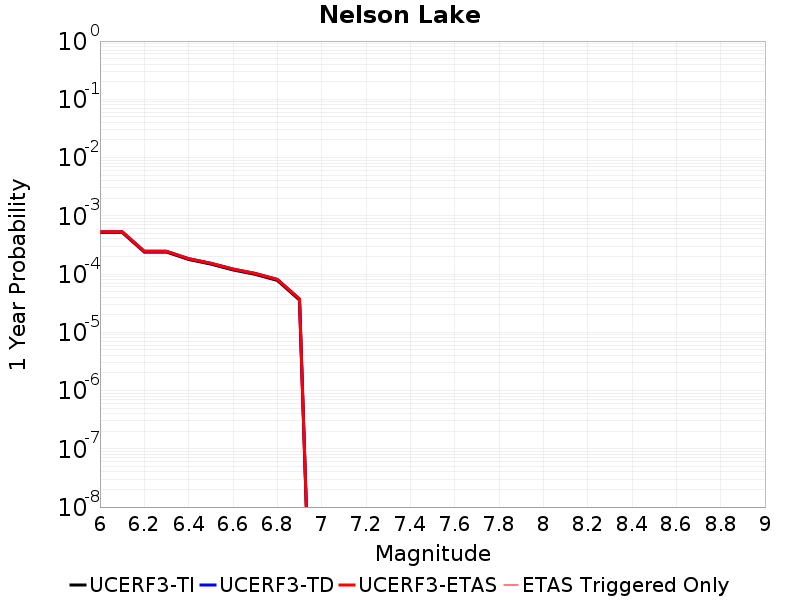 Nelson Lake
10^0
10^-1
10^-2
10^-3
10^-4
10^-5
10^-6
10^-7
10^-8
1 Year Probability
6 6.2 6.4 6.6 6.8 7 7.2 7.4 7.6 7.8 8 8.2 8.4 8.6 8.8 9
Magnitude
UCERF3-TI UCERF3-TD UCERF3-ETAS ETAS Triggered Only